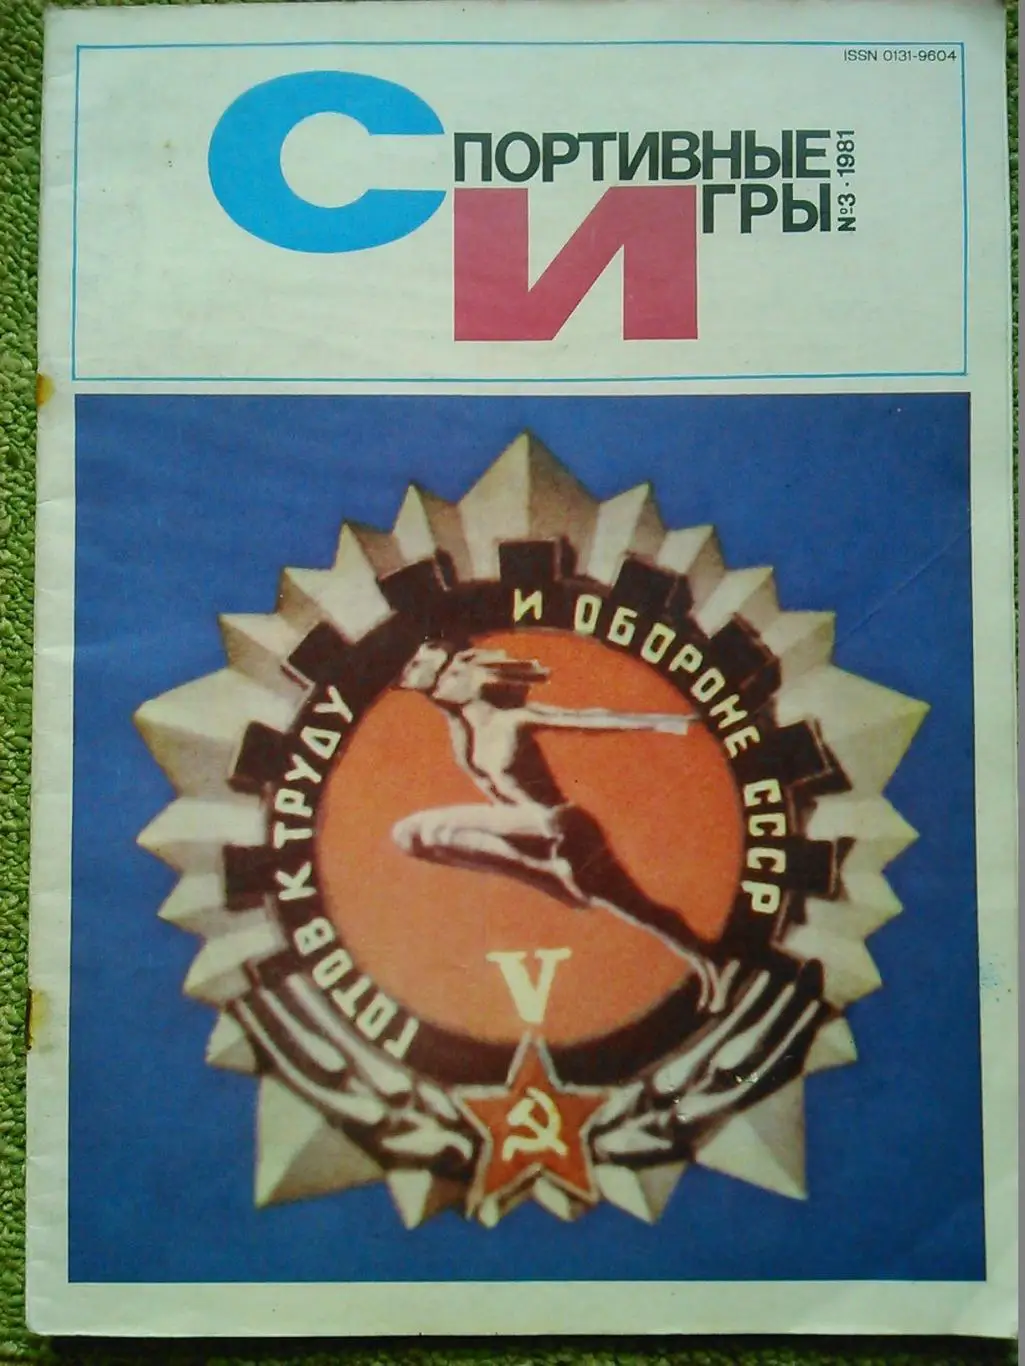 ISSN 0131-9604
СПОРТИВНЫЕ
ИГРЫ
№3·1981
ГОТОВ К ТРУДУ И ОБОРОНЕ СССР
V